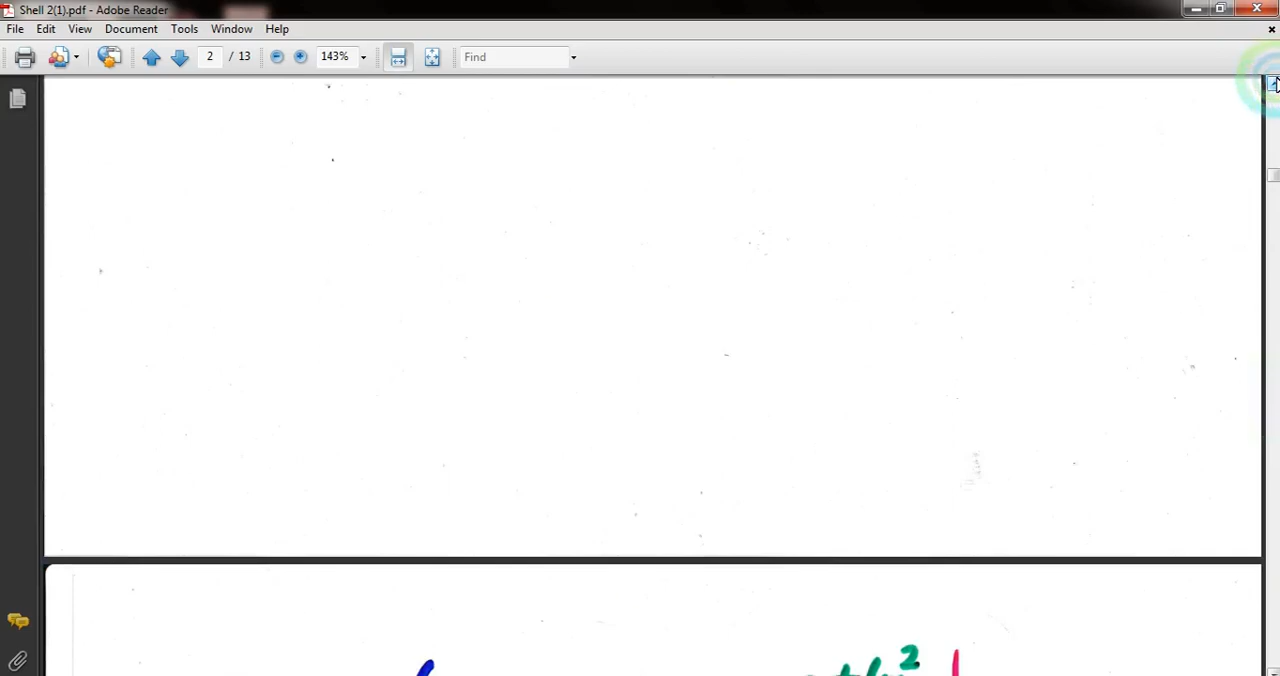 Shell 2(1).pdf - Adobe Reader
File Edit View Document Tools Window Help
2 / 13 143% Find